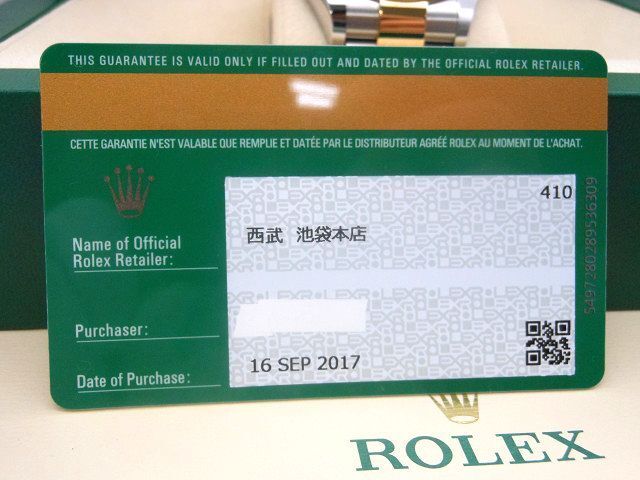 THIS GUARANTEE IS VALID ONLY IF FILLED OUT AND DATED BY THE OFFICIAL ROLEX RETAILER.
CETTE GARANTIE N'EST VALABLE QUE REMPLIE ET DATÉE PAR LE DISTRIBUTEUR AGRÉÉ ROLEX AU MOMENT DE L'ACHAT.
410
Name of Official
Rolex Retailer:
西武 池袋本店
Purchaser:
Date of Purchase:
16 SEP 2017
5497280289536309
ROLEX